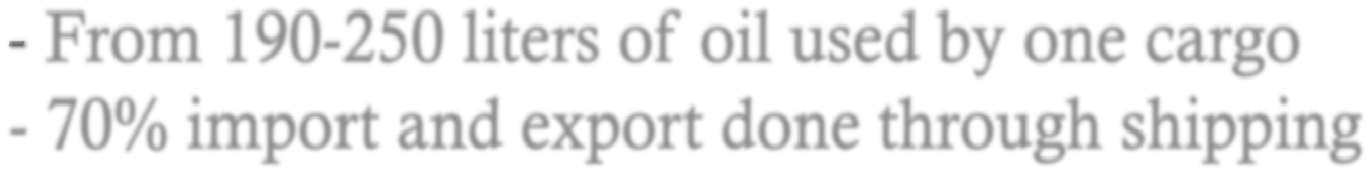 - From 190-250 liters of oil used by one cargo
- 70% import and export done through shipping